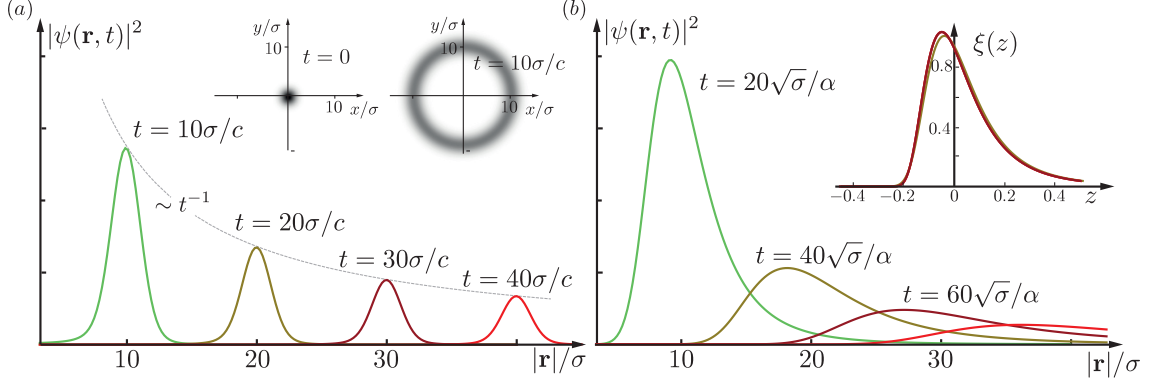 (a)
|ψ(r, t)|²
y/σ
10
t = 0
10
x/σ
y/σ
10
t = 10σ/c
10
x/σ
t = 10σ/c
∼ t⁻¹
t = 20σ/c
t = 30σ/c
t = 40σ/c
10
20
30
|r|/σ
(b)
|ψ(r, t)|²
t = 20√σ/α
t = 40√σ/α
t = 60√σ/α
10
20
30
|r|/σ
ξ(z)
0.8
0.4
−0.4
−0.2
0
0.2
0.4
z